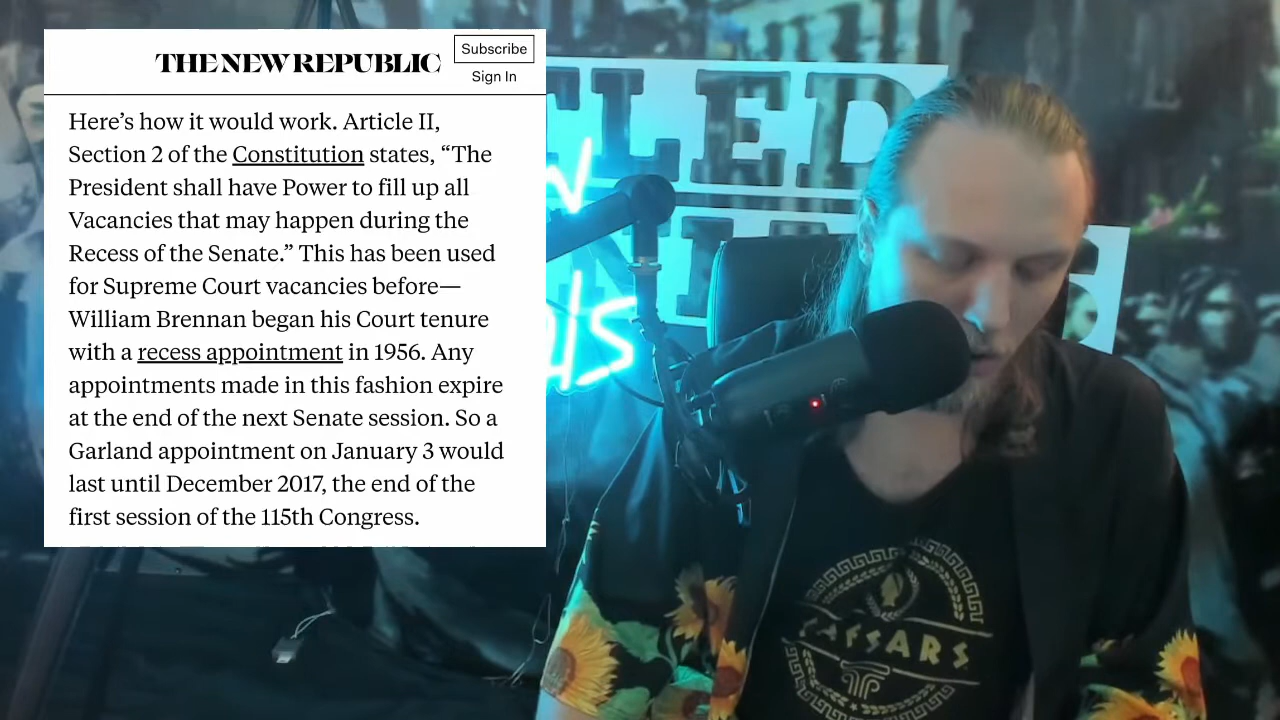 THE NEW REPUBLIC
Subscribe
Sign In
Here’s how it would work. Article II,
Section 2 of the Constitution states, “The
President shall have Power to fill up all
Vacancies that may happen during the
Recess of the Senate.” This has been used
for Supreme Court vacancies before—
William Brennan began his Court tenure
with a recess appointment in 1956. Any
appointments made in this fashion expire
at the end of the next Senate session. So a
Garland appointment on January 3 would
last until December 2017, the end of the
first session of the 115th Congress.
CAESARS